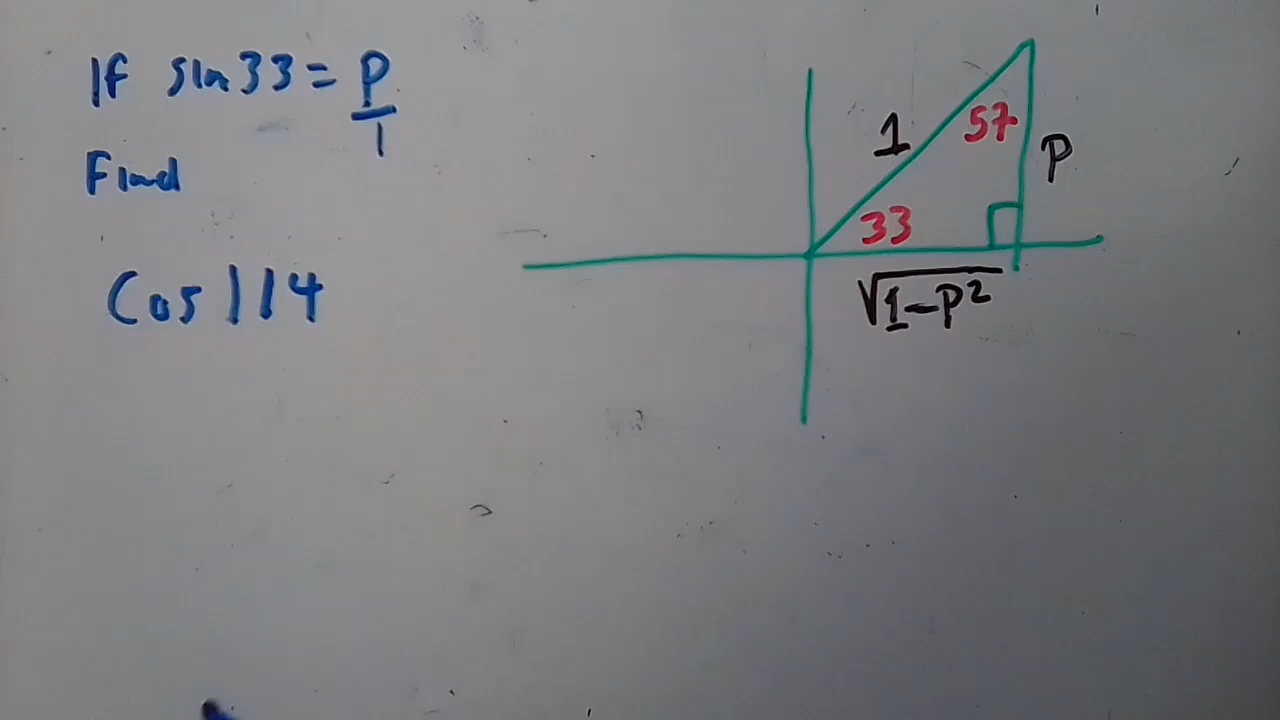 If sin33 = P
1
Find
Cos 114
1
57
P
33
√1-P²